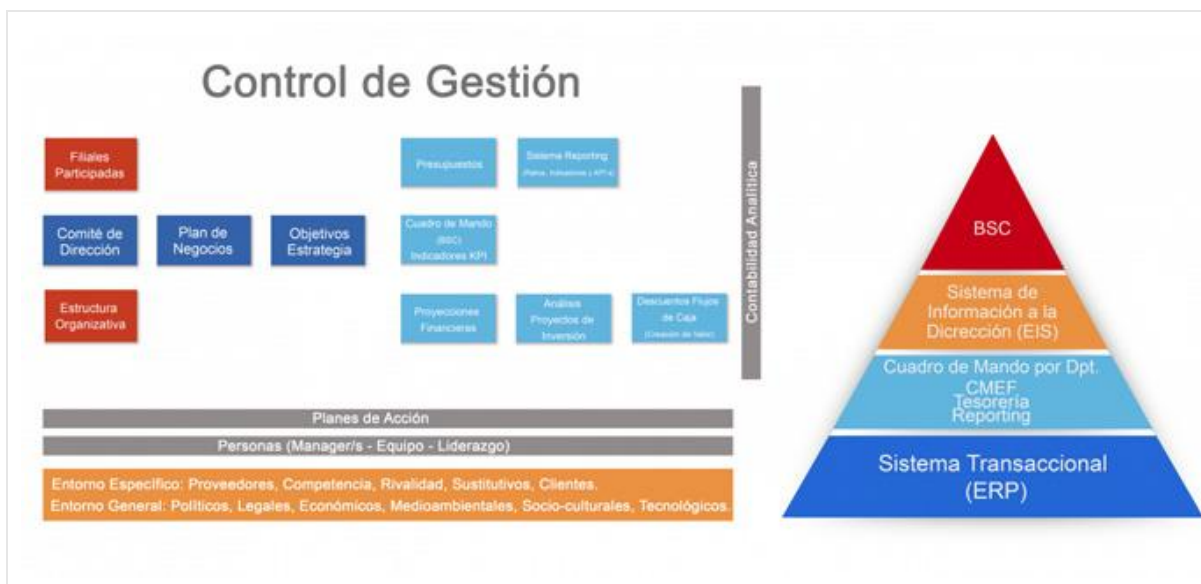 Control de Gestión
Filiales
Participadas
Presupuestos
Sistema Reporting
Comité de
Dirección
Plan de
Negocios
Objetivos
Estrategia
Cuadro de Mando
(BSC)
Indicadores KPI
Estructura
Organizativa
Proyecciones
Financieras
Análisis
Proyectos de
Inversión
Descuentos Flujos
de Caja
(Creación de Valor)
Contabilidad Analítica
Planes de Acción
Personas (Manager/s - Equipo - Liderazgo)
Entorno Específico: Proveedores, Competencia, Rivalidad, Sustitutivos, Clientes.
Entorno General: Políticos, Legales, Económicos, Medioambientales, Socio-culturales, Tecnológicos.
BSC
Sistema de
Información a la
Dicrección (EIS)
Cuadro de Mando por Dpt.
CMEF
Tesorería
Reporting
Sistema Transaccional
(ERP)